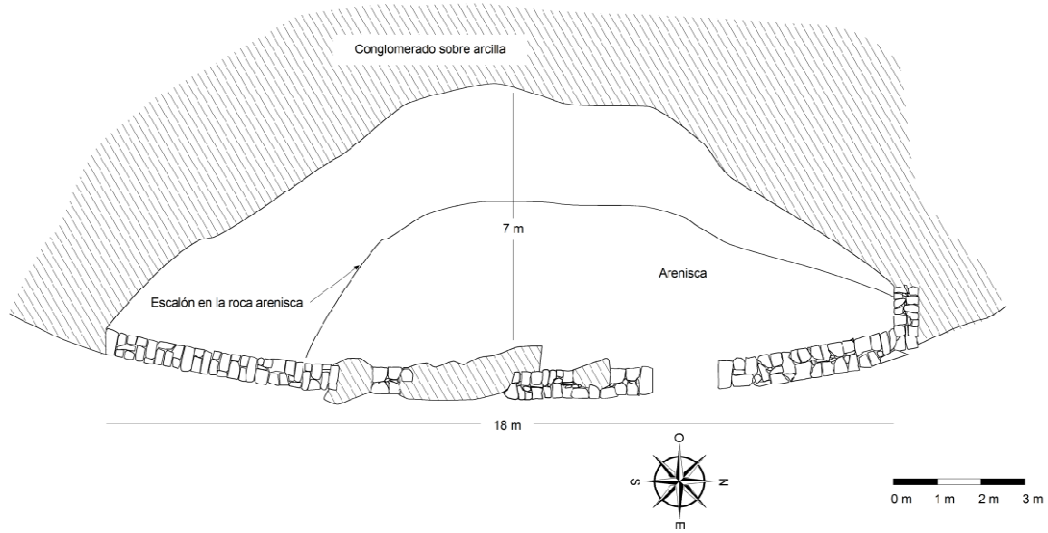 Conglomerado sobre arcilla
7 m
Arenisca
Escalón en la roca arenisca
18 m
O
S
N
E
0 m 1 m 2 m 3 m